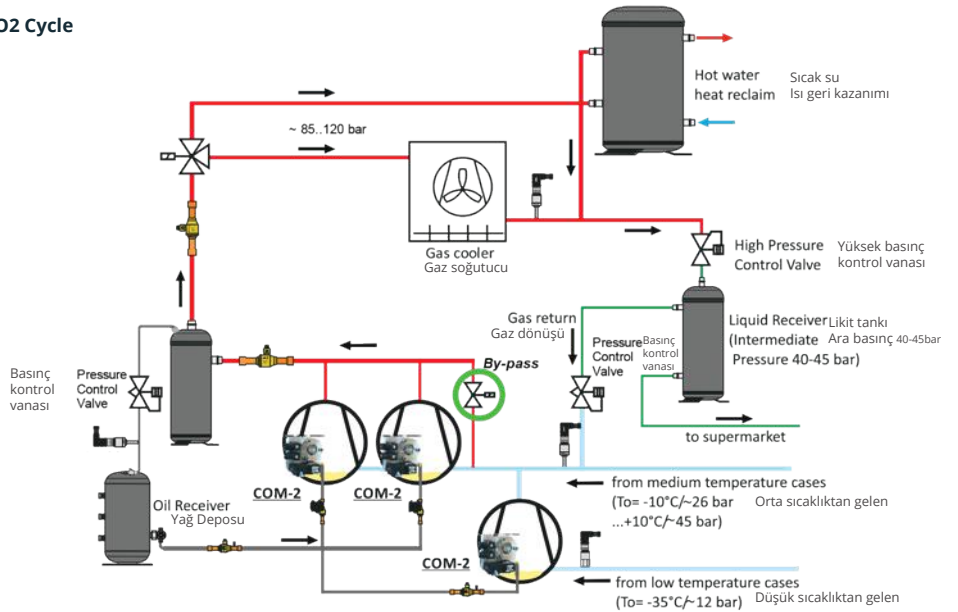 O2 Cycle
Hot water
heat reclaim
Sıcak su
Isı geri kazanımı
~ 85..120 bar
Gas cooler
Gaz soğutucu
High Pressure
Control Valve
Yüksek basınç
kontrol vanası
Gas return
Gaz dönüşü
Liquid Receiver
(Intermediate
Pressure 40-45 bar)
Likit tankı
Ara basınç 40-45bar
Pressure
Control
Valve
Basınç
kontrol
vanası
By-pass
Basınç
kontrol
vanası
Pressure
Control
Valve
to supermarket
COM-2
COM-2
from medium temperature cases
(To= -10°C/~26 bar
...+10°C/~45 bar)
Orta sıcaklıktan gelen
Oil Receiver
Yağ Deposu
COM-2
from low temperature cases
(To= -35°C/~12 bar)
Düşük sıcaklıktan gelen